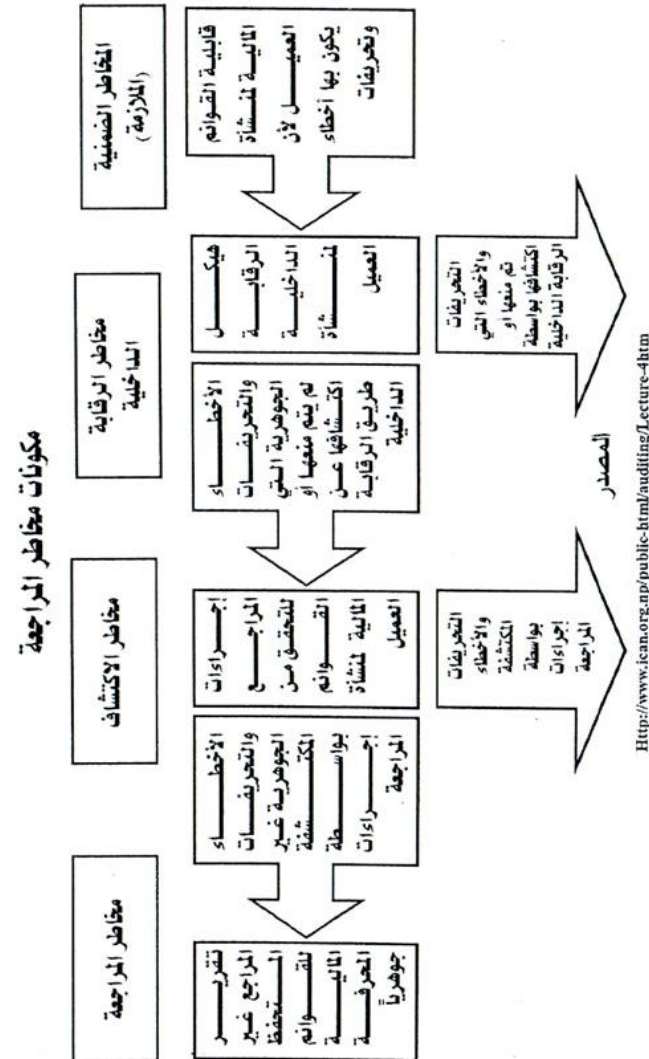 مكونات مخاطر المراجعة
المخاطر الضمنية
(الملازمة)
مخاطر الرقابة
الداخلية
مخاطر الاكتشاف
مخاطر المراجعة
قابلية القوائم
المالية لمنشأة
العميل لأن
يكون بها أخطاء
وتحريفات
هيكل
الرقابة
الداخلية
لمنشأة
العميل
الأخطاء
والتحريفات
الجوهرية التي
لم يتم منعها أو
اكتشافها عن
طريق الرقابة
الداخلية
إجراءات
المراجع
للتحقق من
القوائم
المالية لمنشأة
العميل
الأخطاء
والتحريفات
الجوهرية غير
المكتشفة
بواسطة
إجراءات
المراجعة
تقرير
المراجع غير
المتحفظ
للقوائم
المالية
المحرفة
جوهرياً
التحريفات
والأخطاء التي
تم منعها او
اكتشافها بواسطة
الرقابة الداخلية
التحريفات
والأخطاء
المكتشفة
بواسطة
إجراءات
المراجعة
المصدر
Http://www.ican.org.np/public-html/auditing/Lecture-4htm